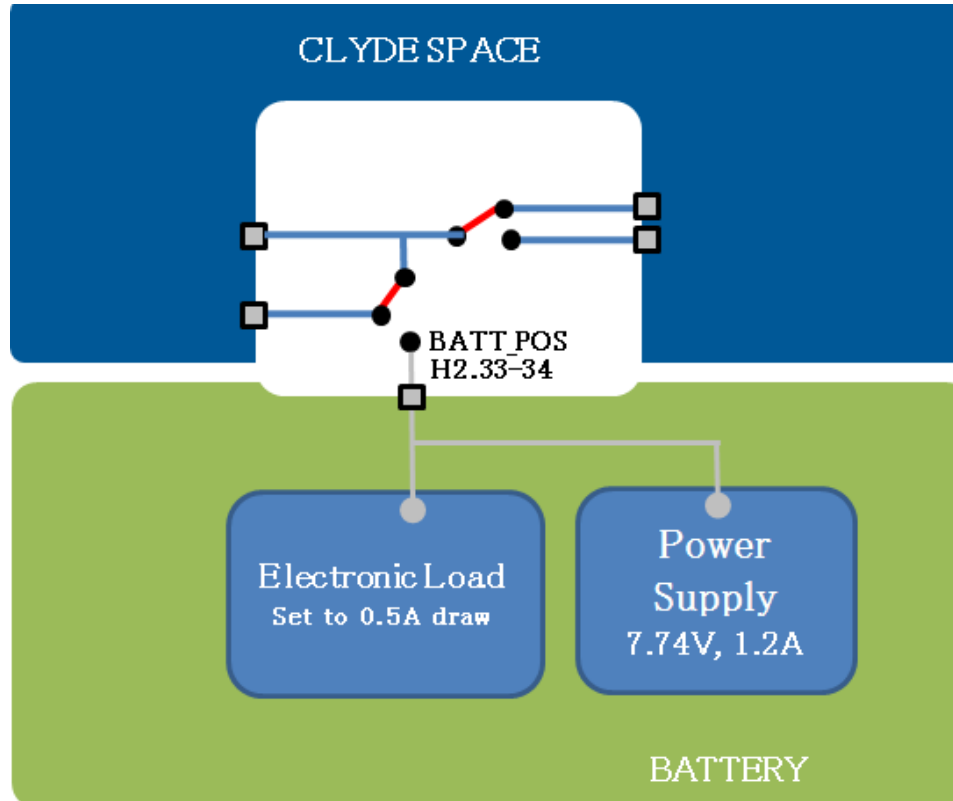 CLYDE SPACE
BATT_POS
H2.33-34
Electronic Load
Set to 0.5A draw
Power
Supply
7.74V, 1.2A
BATTERY